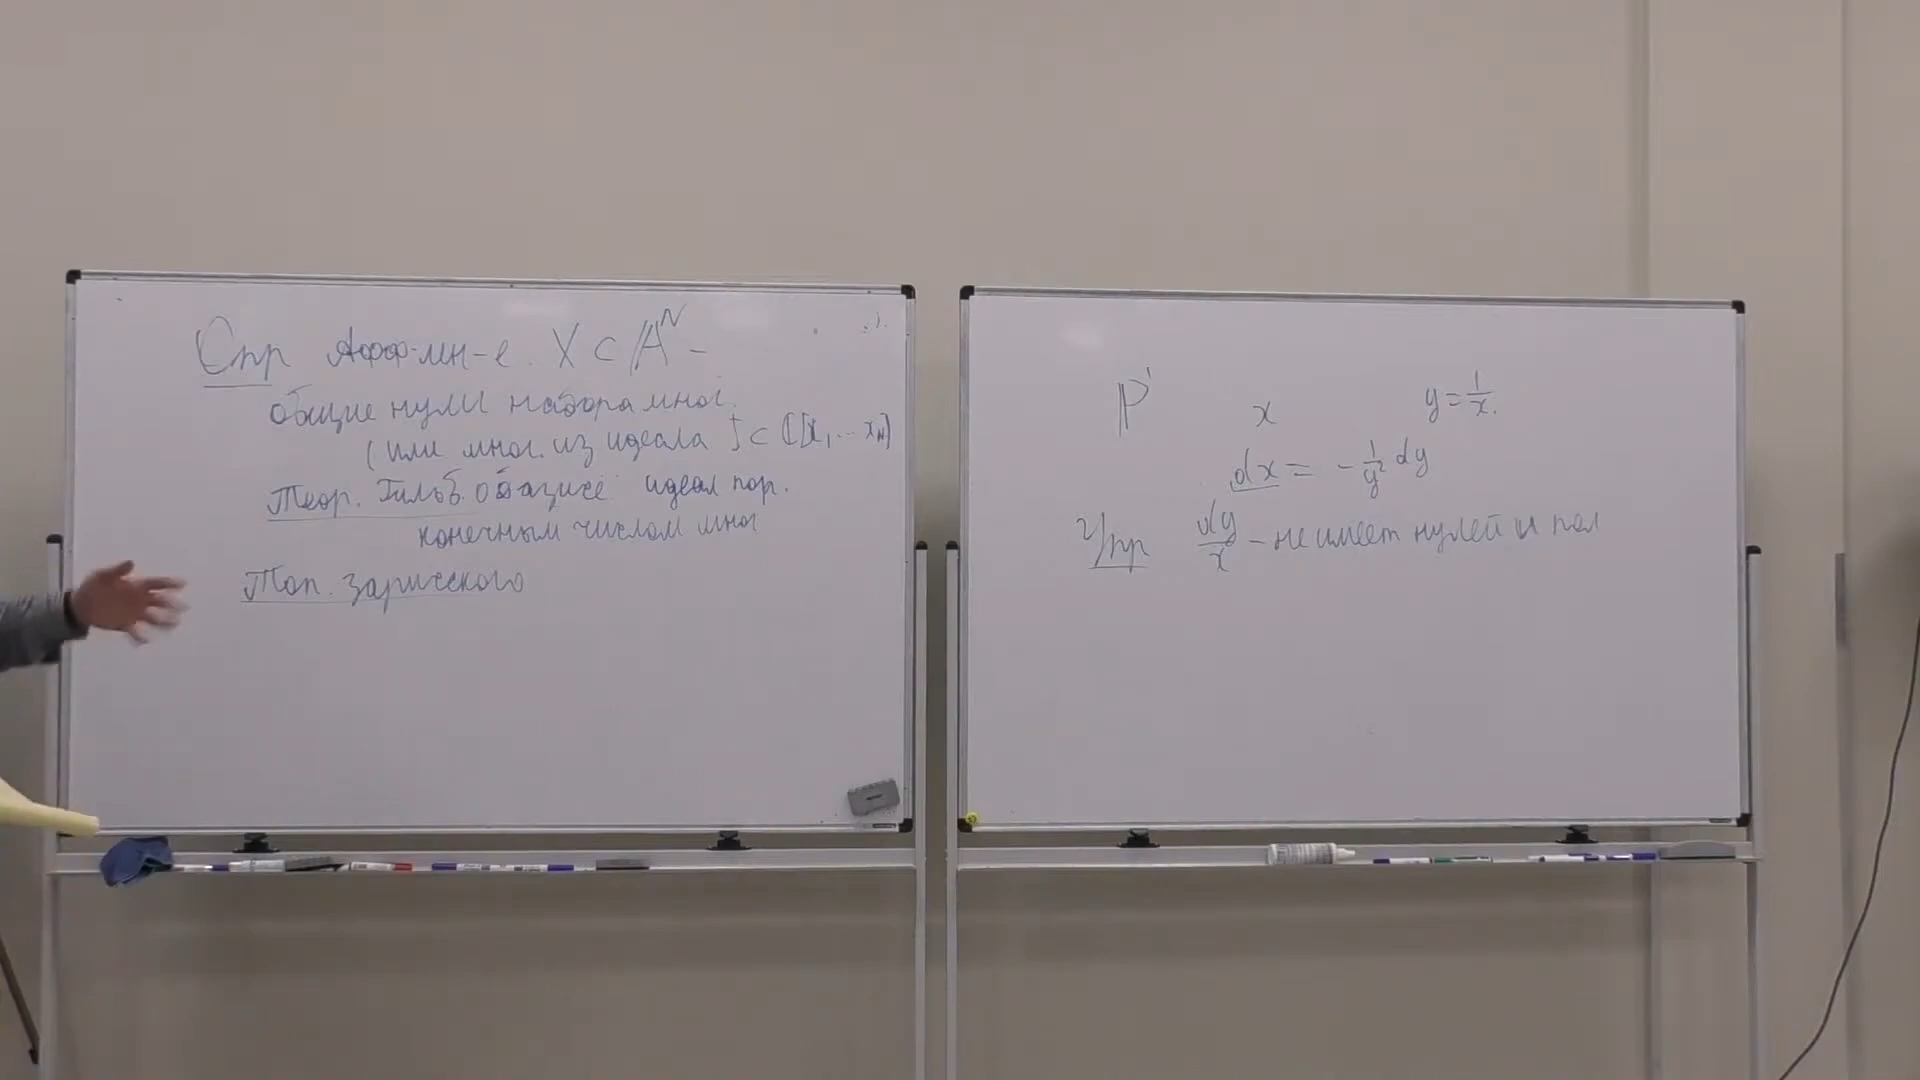 Опр Афф. мн-е. X ⊂ 𝔸^N –
общие нули набора мног.
(или мног. из идеала J ⊂ ℂ[x₁, ... x_N]
Теор. Гильб. о базисе идеал пор.
конечным числом мног
Топ. Зарисского
ℙ¹ x y = 1/x.
dx = – 1/y² dy
Упр dy/x – не имеет нулей и пол